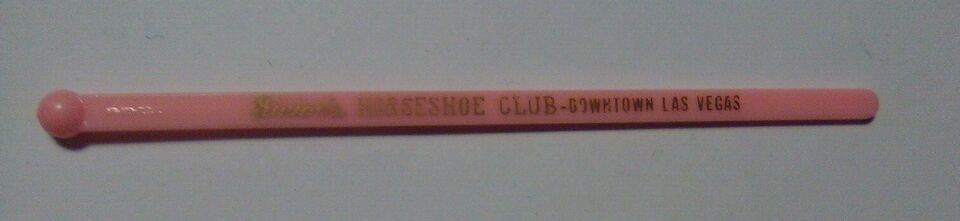 Binion's HORSESHOE CLUB-DOWNTOWN LAS VEGAS